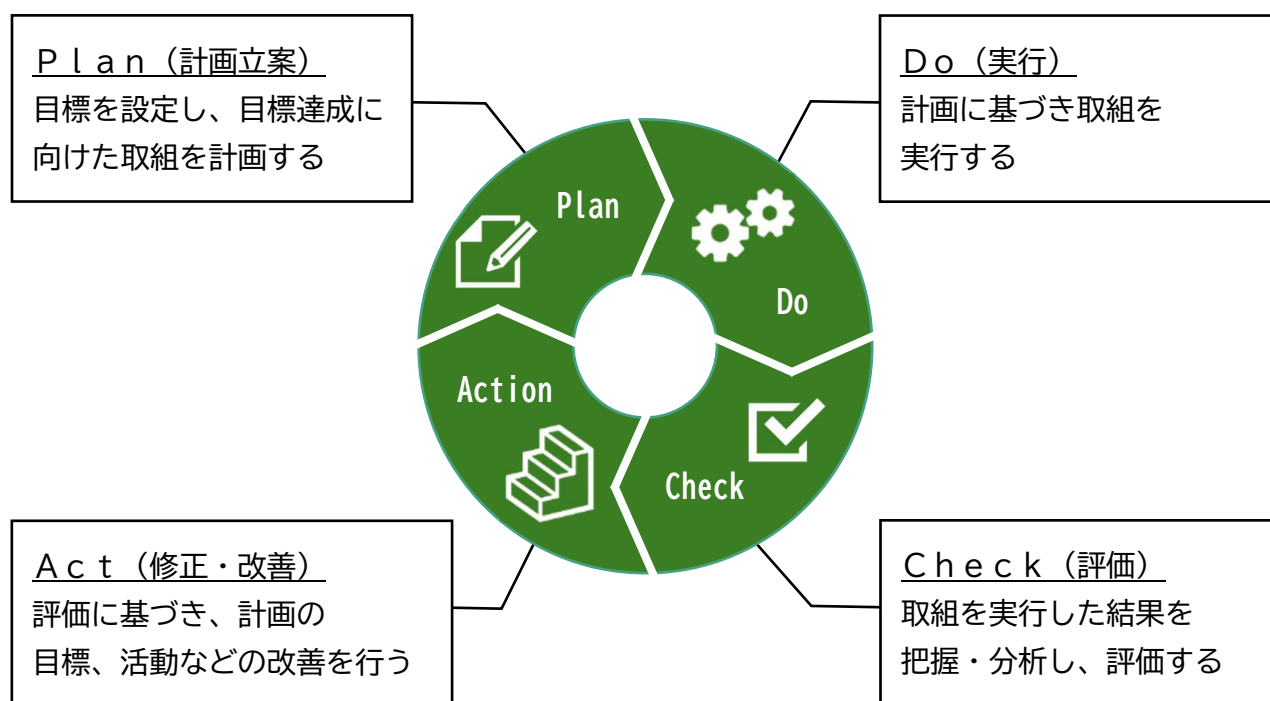 Ｐｌａｎ（計画立案）
目標を設定し、目標達成に
向けた取組を計画する
Ｄｏ（実行）
計画に基づき取組を
実行する
Plan
Do
Action
Check
Ａｃｔ（修正・改善）
評価に基づき、計画の
目標、活動などの改善を行う
Ｃｈｅｃｋ（評価）
取組を実行した結果を
把握・分析し、評価する